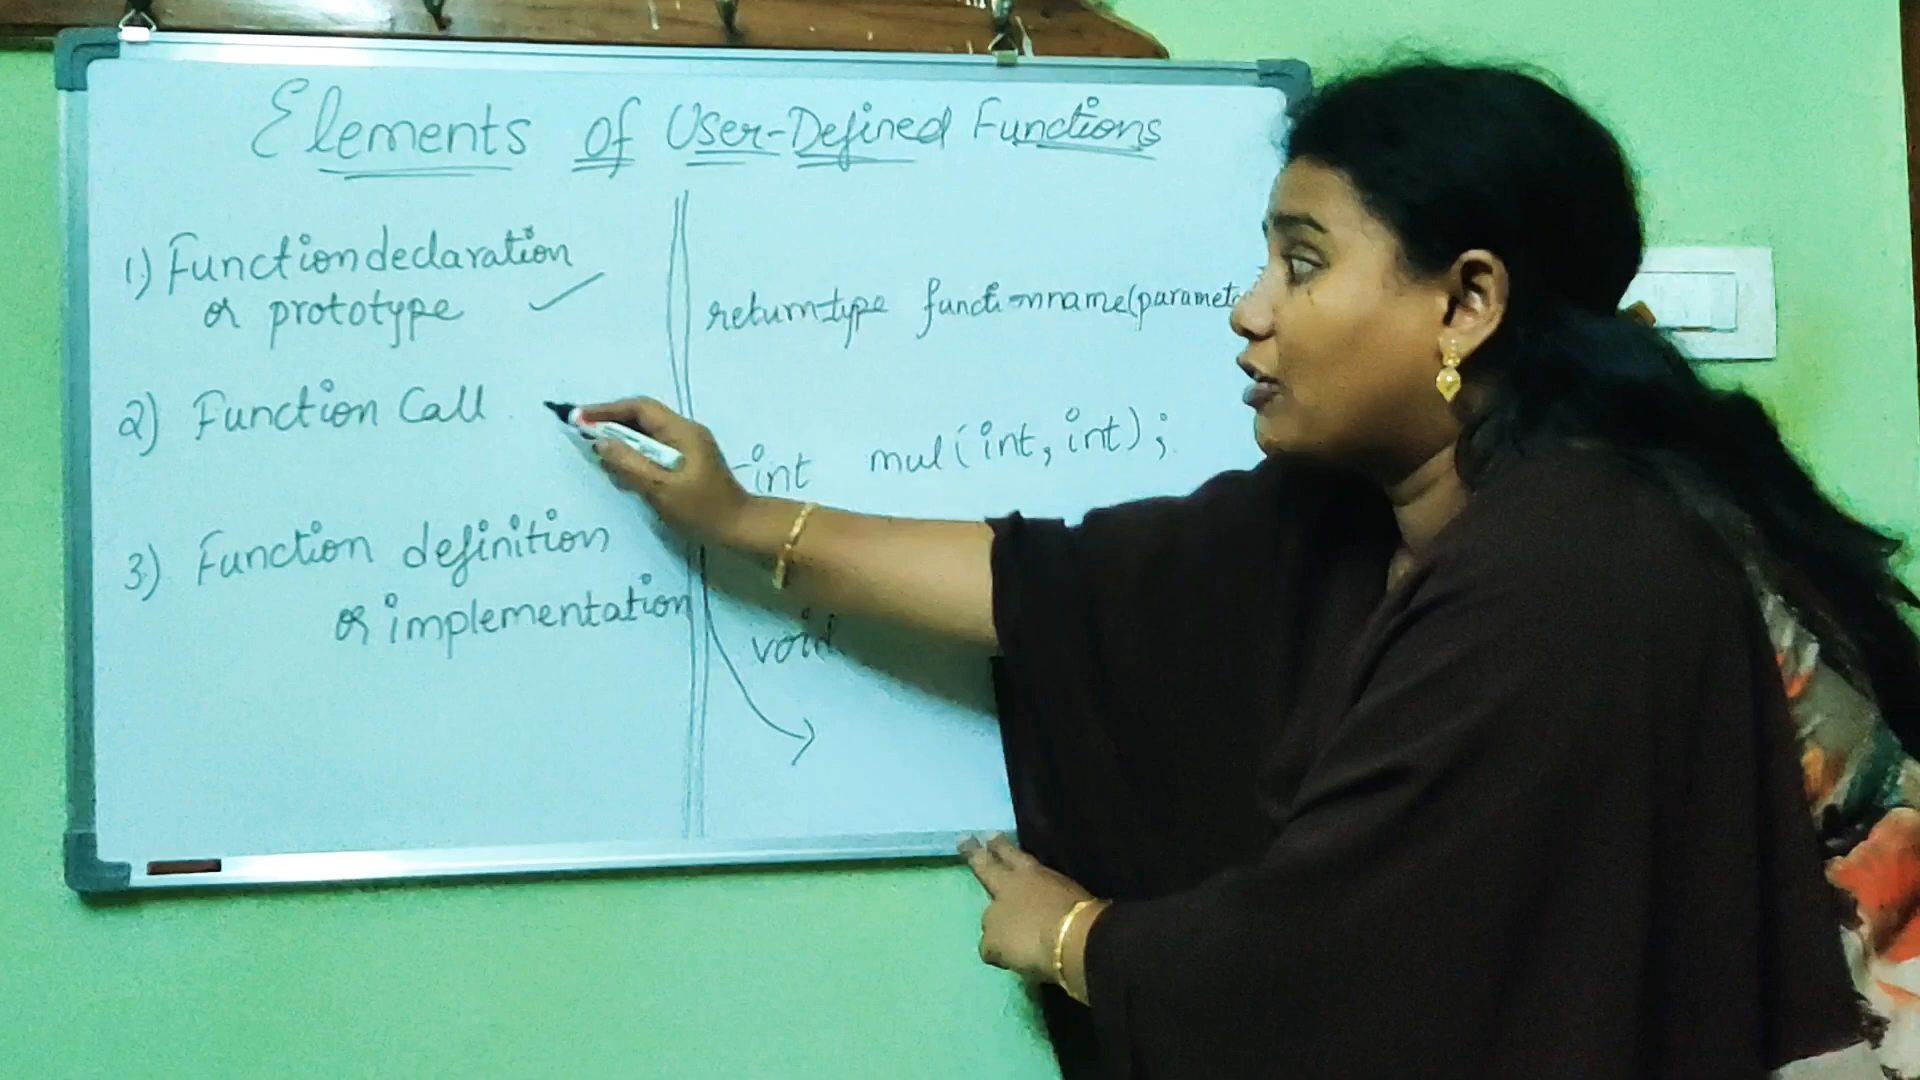 Elements of User-Defined Functions
1) Function declaration
or prototype
2) Function Call
3) Function definition
or implementation
returntype functionname(paramet
int mul(int, int);
void